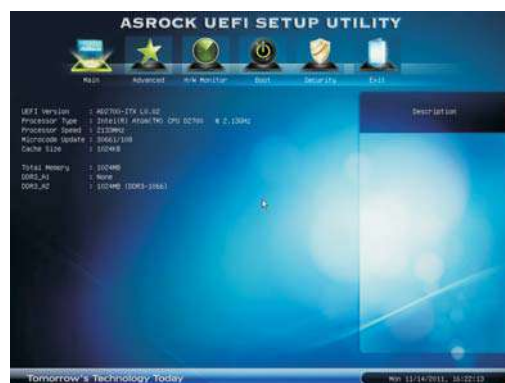 ASROCK UEFI SETUP UTILITY
Main Advanced H/W Monitor Boot Security Exit
UEFI Version : AD2700-ITX L0.02
Processor Type : Intel(R) Atom(TM) CPU D2700 @ 2.13GHz
Processor Speed : 2133MHz
Microcode Update : 30661/108
Cache Size : 1024KB
Total Memory : 1024MB
DDR3_A1 : None
DDR3_A2 : 1024MB (DDR3-1066)
Description
Tomorrow's Technology Today
Mon 11/14/2011, 16:22:13